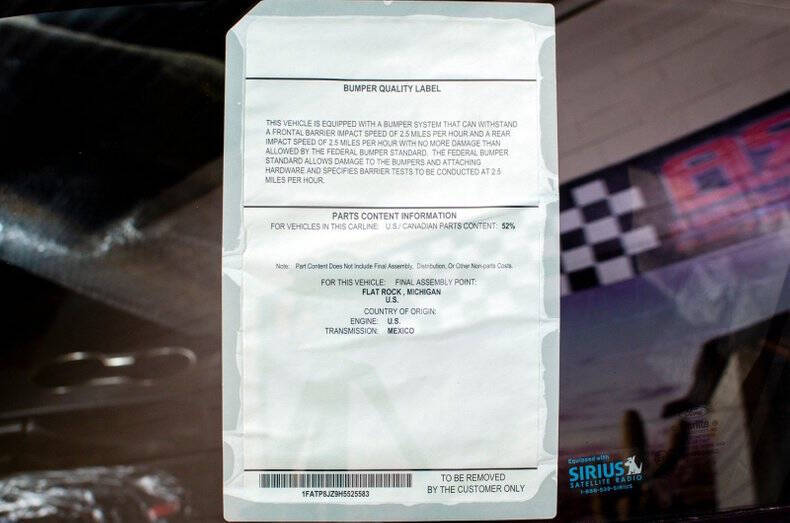 BUMPER QUALITY LABEL
THIS VEHICLE IS EQUIPPED WITH A BUMPER SYSTEM THAT CAN WITHSTAND
A FRONTAL BARRIER IMPACT SPEED OF 2.5 MILES PER HOUR AND A REAR
IMPACT SPEED OF 2.5 MILES PER HOUR WITH NO MORE DAMAGE THAN
ALLOWED BY THE FEDERAL BUMPER STANDARD. THE FEDERAL BUMPER
STANDARD ALLOWS DAMAGE TO THE BUMPERS AND ATTACHING
HARDWARE AND SPECIFIES BARRIER TESTS TO BE CONDUCTED AT 2.5
MILES PER HOUR.
PARTS CONTENT INFORMATION
FOR VEHICLES IN THIS CARLINE: U.S./ CANADIAN PARTS CONTENT: 52%
Note: Part Content Does Not Include Final Assembly, Distribution, Or Other Non-parts Costs.
FOR THIS VEHICLE: FINAL ASSEMBLY POINT:
FLAT ROCK , MICHIGAN
U.S.
COUNTRY OF ORIGIN:
ENGINE: U.S.
TRANSMISSION: MEXICO
1FATP8JZ9H5525583
TO BE REMOVED
BY THE CUSTOMER ONLY
Equipped with
SIRIUS
SATELLITE RADIO
1-888-539-SIRIUS